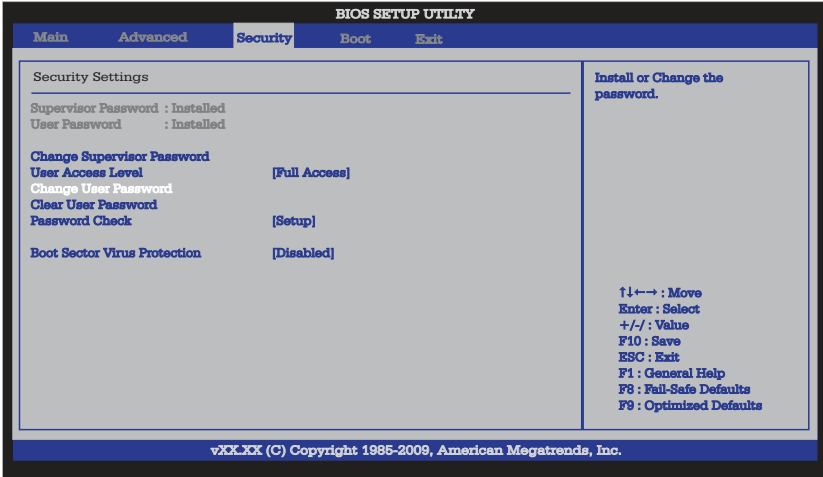 BIOS SETUP UTILTY
Main Advanced Security Boot Exit
Security Settings
Supervisor Password : Installed
User Password : Installed
Change Supervisor Password
User Access Level [Full Access]
Change User Password
Clear User Password
Password Check [Setup]
Boot Sector Virus Protection [Disabled]
Install or Change the
password.
↑↓←→ : Move
Enter : Select
+/-/ : Value
F10 : Save
ESC : Exit
F1 : General Help
F8 : Fail-Safe Defaults
F9 : Optimized Defaults
vXX.XX (C) Copyright 1985-2009, American Megatrends, Inc.